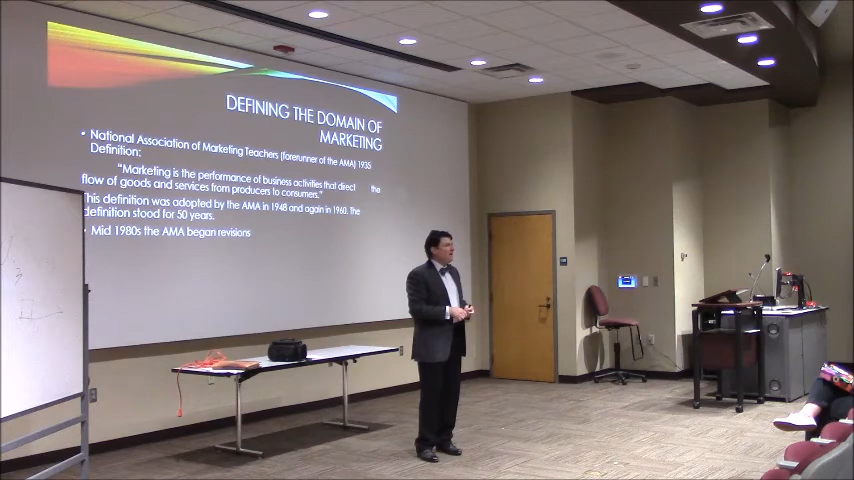 DEFINING THE DOMAIN OF
MARKETING
• National Association of Marketing Teachers (forerunner of the AMA) 1935
Definition:
"Marketing is the performance of business activities that direct the
flow of goods and services from producers to consumers."
This definition was adopted by the AMA in 1948 and again in 1960. The
definition stood for 50 years.
• Mid 1980s the AMA began revisions